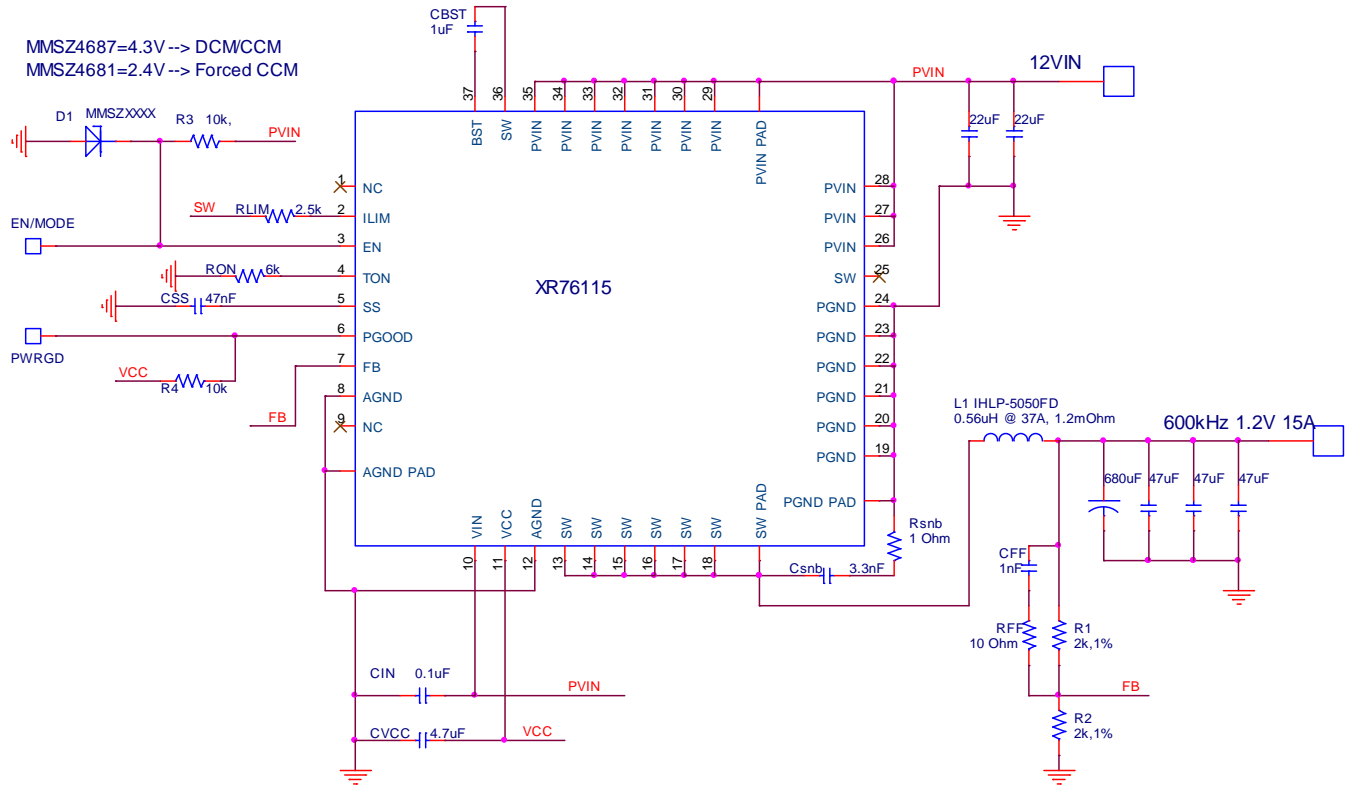 CBST
1uF
MMSZ4687=4.3V --> DCM/CCM
MMSZ4681=2.4V --> Forced CCM
12VIN
PVIN
D1
MMSZXXXX
R3
10k,
PVIN
22uF
22uF
37
36
35
34
33
32
31
30
29
BST
SW
PVIN
PVIN
PVIN
PVIN
PVIN
PVIN
PVIN
PVIN PAD
1
NC
SW
RLIM
2.5k
2
ILIM
EN/MODE
3
EN
RON
6k
4
TON
CSS
47nF
5
SS
6
PGOOD
PWRGD
7
FB
VCC
R4
10k
8
AGND
FB
9
NC
AGND PAD
XR76115
PVIN
28
PVIN
27
PVIN
26
SW
25
PGND
24
PGND
23
PGND
22
PGND
21
PGND
20
PGND
19
PGND PAD
VIN
VCC
AGND
SW
SW
SW
SW
SW
SW
SW PAD
10
11
12
13
14
15
16
17
18
L1 IHLP-5050FD
0.56uH @ 37A, 1.2mOhm
600kHz 1.2V 15A
680uF
47uF
47uF
47uF
Rsnb
1 Ohm
Csnb
3.3nF
CFF
1nF
RFF
10 Ohm
R1
2k,1%
FB
R2
2k,1%
CIN
0.1uF
PVIN
CVCC
4.7uF
VCC